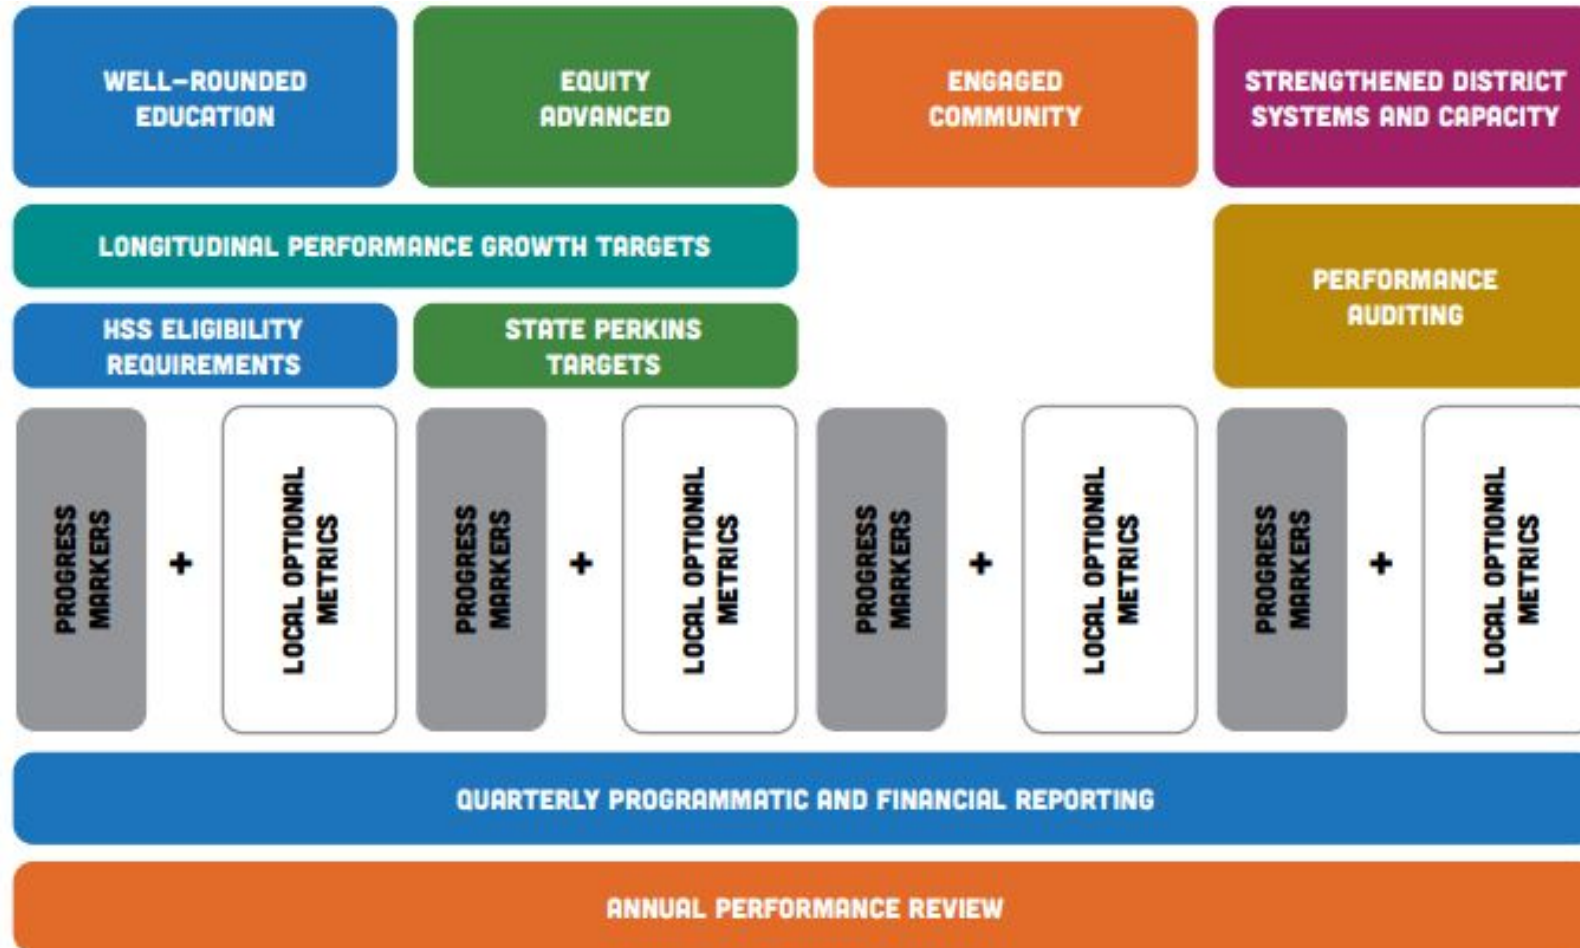 WELL-ROUNDED
EDUCATION
EQUITY
ADVANCED
ENGAGED
COMMUNITY
STRENGTHENED DISTRICT
SYSTEMS AND CAPACITY
LONGITUDINAL PERFORMANCE GROWTH TARGETS
PERFORMANCE
AUDITING
HSS ELIGIBILITY
REQUIREMENTS
STATE PERKINS
TARGETS
PROGRESS
MARKERS
+
LOCAL OPTIONAL
METRICS
PROGRESS
MARKERS
+
LOCAL OPTIONAL
METRICS
PROGRESS
MARKERS
+
LOCAL OPTIONAL
METRICS
PROGRESS
MARKERS
+
LOCAL OPTIONAL
METRICS
QUARTERLY PROGRAMMATIC AND FINANCIAL REPORTING
ANNUAL PERFORMANCE REVIEW